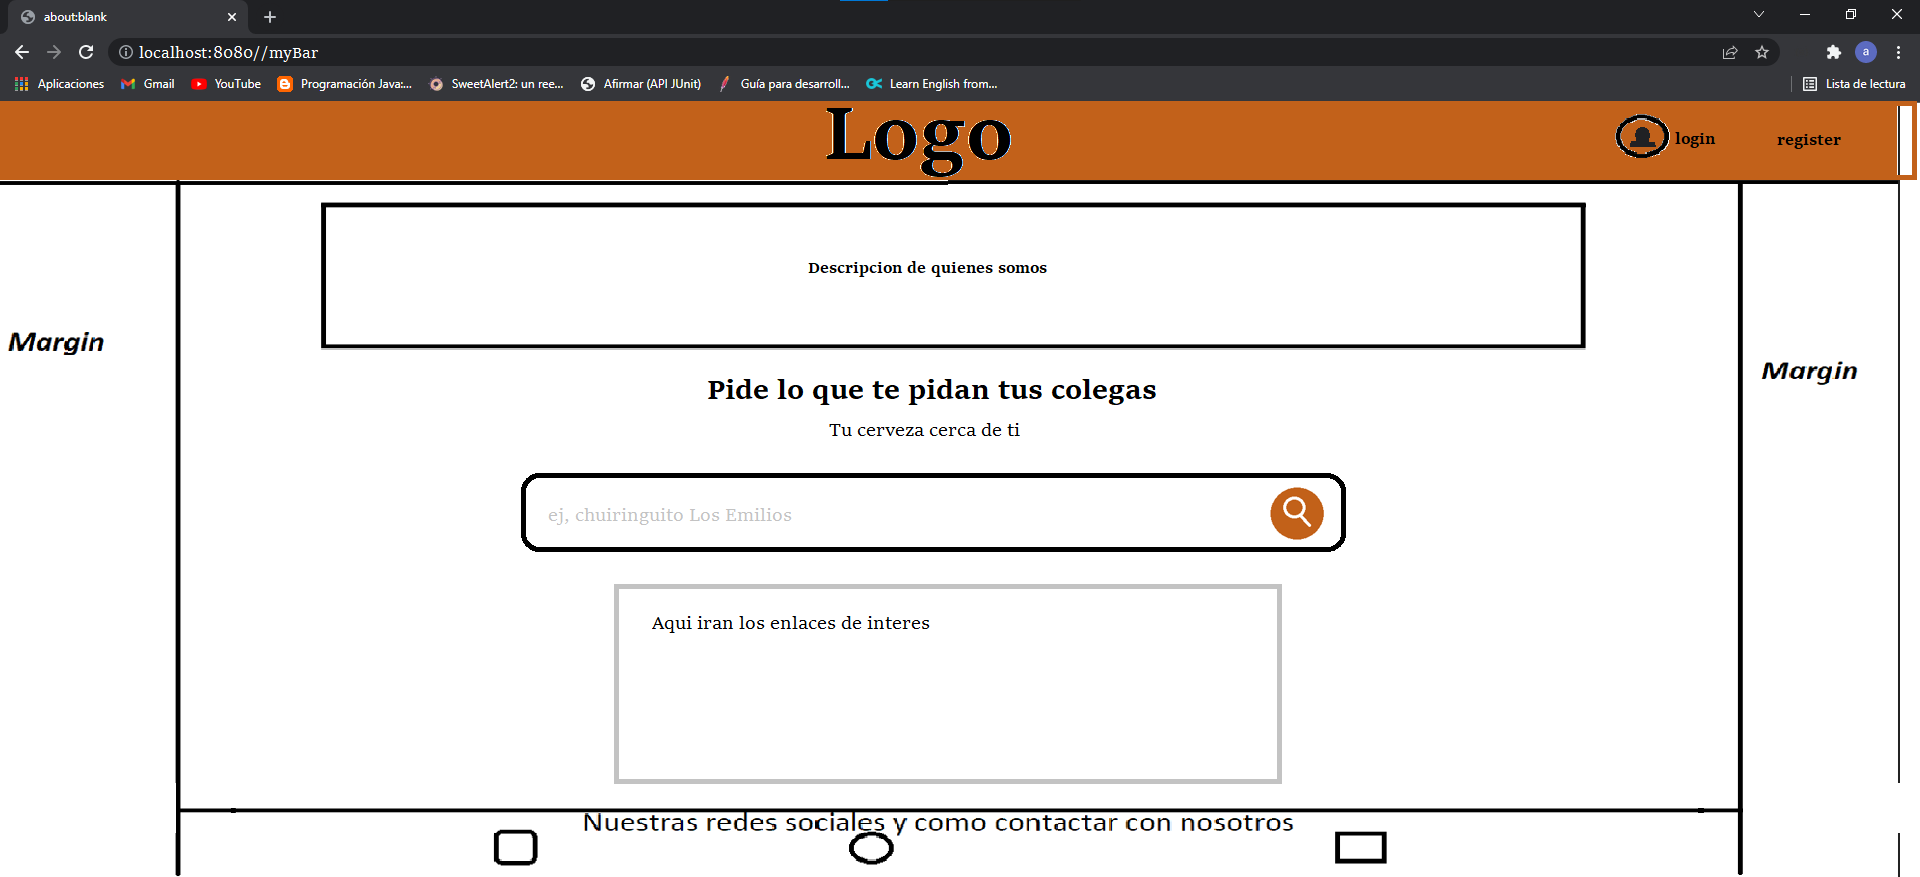 about:blank
localhost:8080//myBar
Aplicaciones Gmail YouTube Programación Java:... SweetAlert2: un ree... Afirmar (API JUnit) Guía para desarroll... Learn English from... Lista de lectura
a
Logo
login register
Descripcion de quienes somos
Margin
Margin
Pide lo que te pidan tus colegas
Tu cerveza cerca de ti
ej, chuiringuito Los Emilios
Aqui iran los enlaces de interes
Nuestras redes sociales y como contactar con nosotros